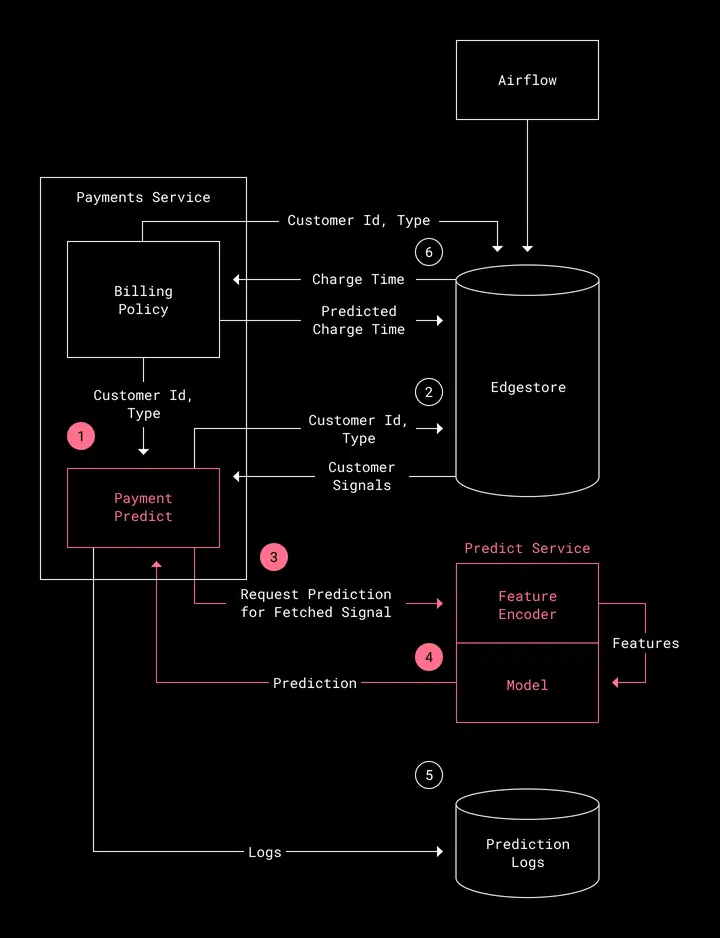 Airflow
Payments Service
Customer Id, Type
6
Charge Time
Billing
Policy
Predicted
Charge Time
Edgestore
2
Customer Id,
Type
1
Customer Id,
Type
Customer
Signals
Payment
Predict
3
Predict Service
Request Prediction
for Fetched Signal
Feature
Encoder
Features
4
Prediction
Model
5
Prediction
Logs
Logs